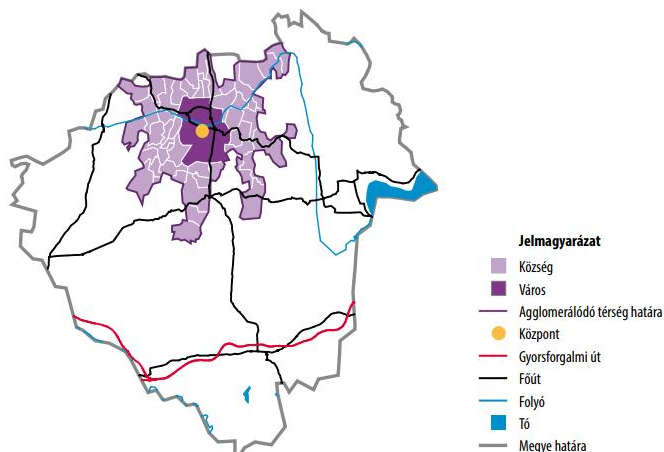 Jelmagyarázat
Község
Város
Agglomerálódó térség határa
Központ
Gyorsforgalmi út
Főút
Folyó
Tó
Megye határa